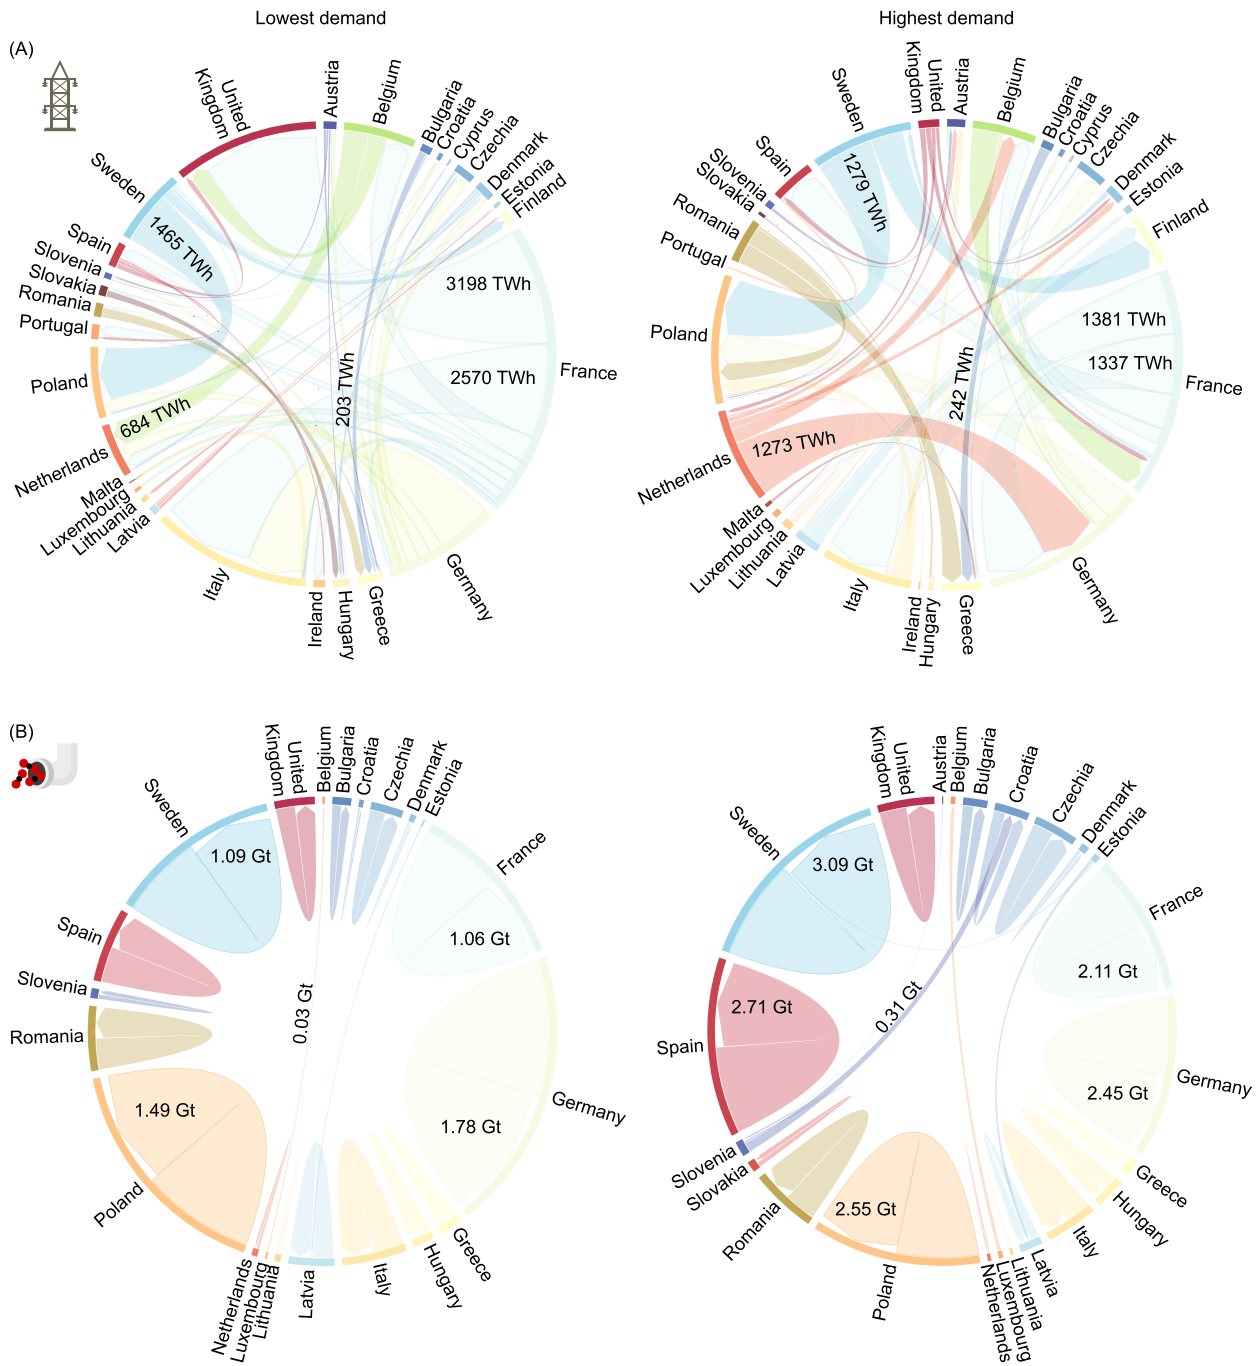 Lowest demand
Highest demand
(A)
United
Kingdom
Austria
Belgium
Bulgaria
Croatia
Cyprus
Czechia
Denmark
Estonia
Finland
France
Germany
Greece
Hungary
Ireland
Italy
Latvia
Lithuania
Luxembourg
Malta
Netherlands
Poland
Portugal
Romania
Slovakia
Slovenia
Spain
Sweden
1465 TWh
3198 TWh
2570 TWh
203 TWh
684 TWh
United
Kingdom
Austria
Belgium
Bulgaria
Croatia
Cyprus
Czechia
Denmark
Estonia
Finland
France
Germany
Greece
Hungary
Ireland
Italy
Latvia
Lithuania
Luxembourg
Malta
Netherlands
Poland
Portugal
Romania
Slovakia
Slovenia
Spain
Sweden
1279 TWh
1381 TWh
1337 TWh
242 TWh
1273 TWh
(B)
United
Kingdom
Belgium
Bulgaria
Croatia
Czechia
Denmark
Estonia
France
Germany
Greece
Hungary
Italy
Latvia
Lithuania
Luxembourg
Netherlands
Poland
Romania
Slovenia
Spain
Sweden
1.09 Gt
1.06 Gt
0.03 Gt
1.49 Gt
1.78 Gt
United
Kingdom
Austria
Belgium
Bulgaria
Croatia
Czechia
Denmark
Estonia
France
Germany
Greece
Hungary
Italy
Latvia
Lithuania
Luxembourg
Netherlands
Poland
Romania
Slovakia
Slovenia
Spain
Sweden
3.09 Gt
2.11 Gt
2.71 Gt
0.31 Gt
2.45 Gt
2.55 Gt